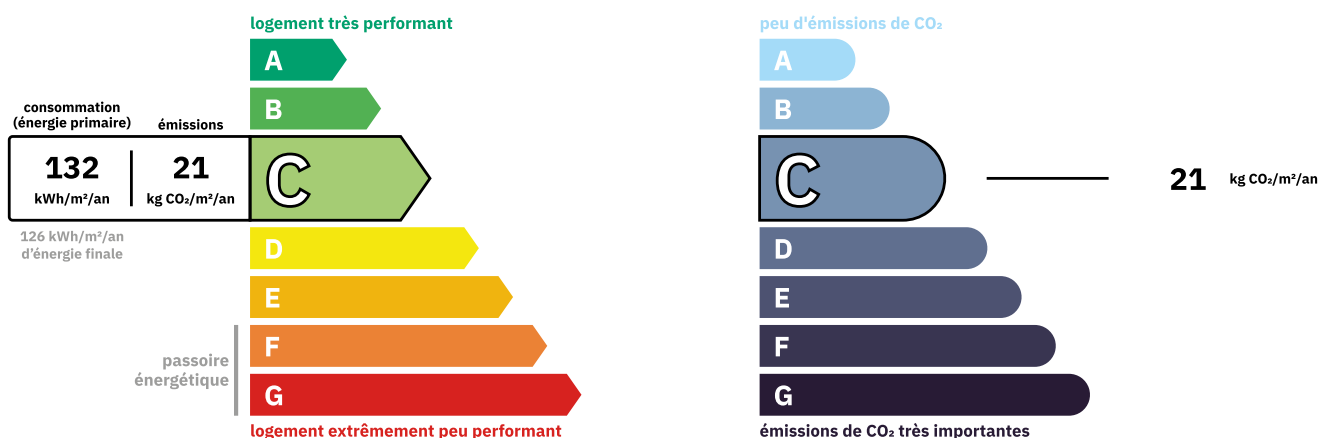 logement très performant
A
B
consommation
(énergie primaire)
émissions
132
kWh/m²/an
21
kg CO₂/m²/an
C
126 kWh/m²/an
d'énergie finale
D
E
F
G
passoire
énergétique
logement extrêmement peu performant
peu d'émissions de CO₂
A
B
C
21 kg CO₂/m²/an
D
E
F
G
émissions de CO₂ très importantes